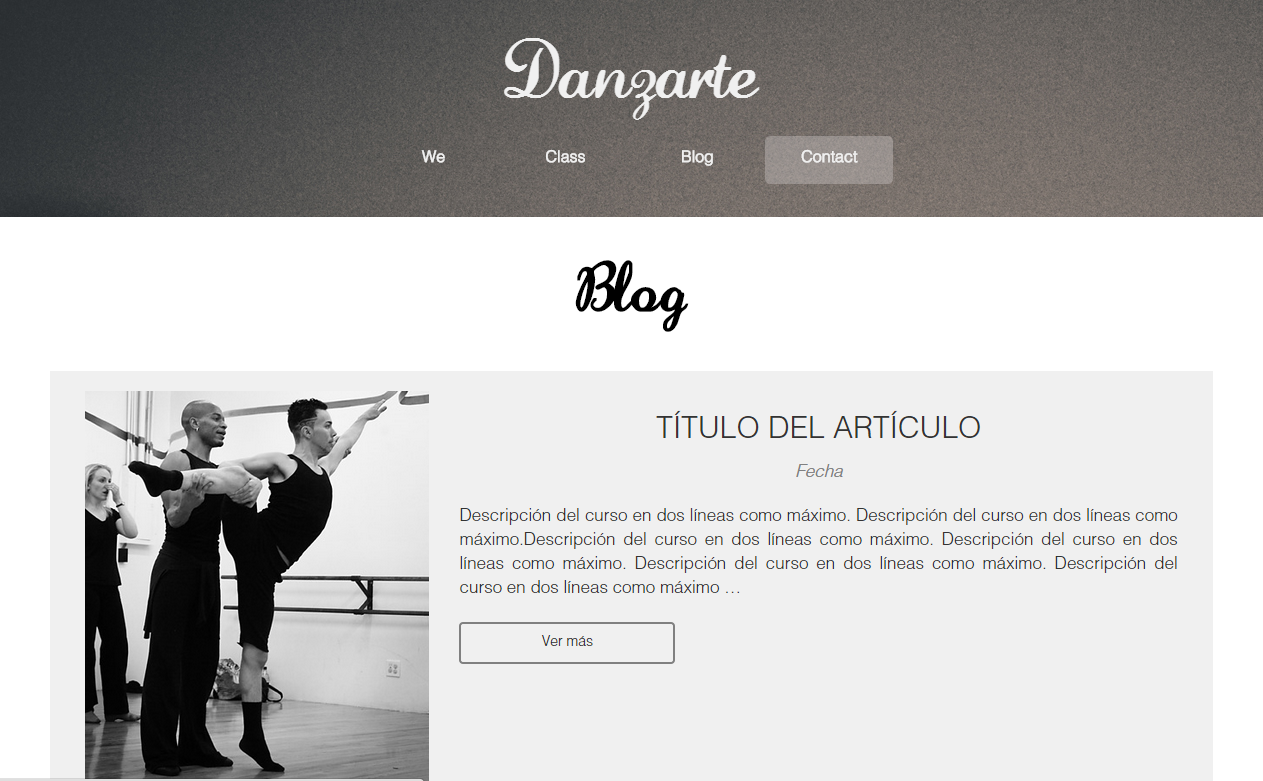 Danzarte
We Class Blog Contact
Blog
TÍTULO DEL ARTÍCULO
Fecha
Descripción del curso en dos líneas como máximo. Descripción del curso en dos líneas como
máximo.Descripción del curso en dos líneas como máximo. Descripción del curso en dos
líneas como máximo. Descripción del curso en dos líneas como máximo. Descripción del
curso en dos líneas como máximo ...
Ver más